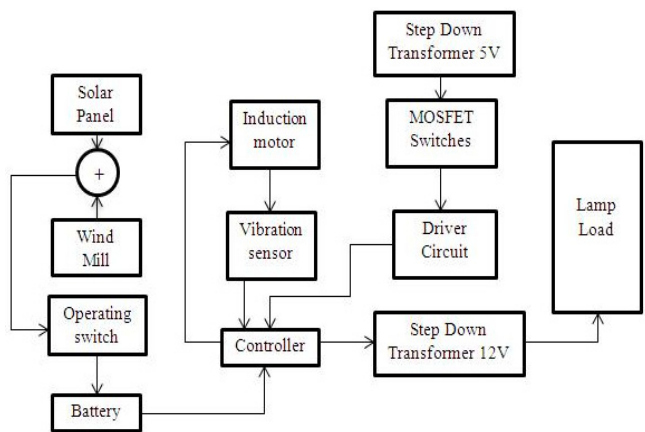 Step Down
Transformer 5V
Solar
Panel
Induction
motor
MOSFET
Switches
+
Lamp
Load
Wind
Mill
Vibration
sensor
Driver
Circuit
Operating
switch
Controller
Step Down
Transformer 12V
Battery